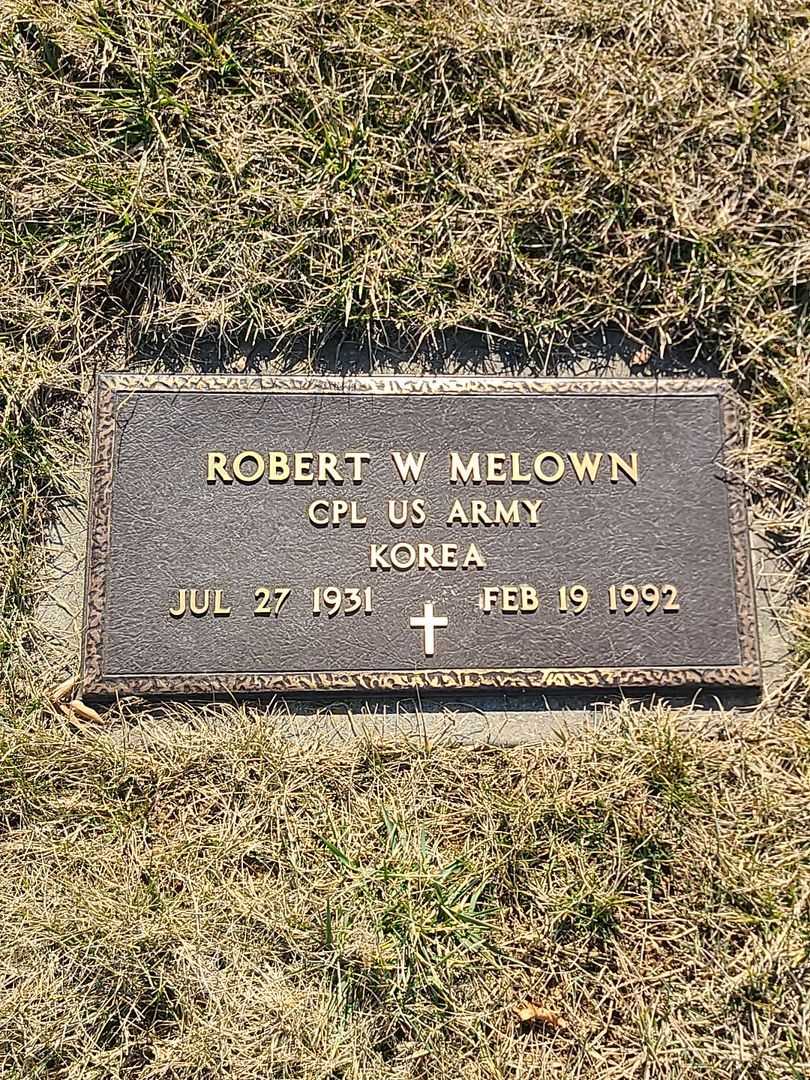 ROBERT W MELOWN
CPL US ARMY
KOREA
JUL 27 1931 FEB 19 1992